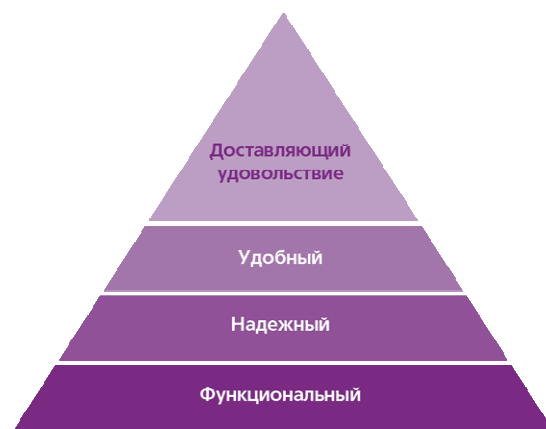 Доставляющий
удовольствие
Удобный
Надежный
Функциональный